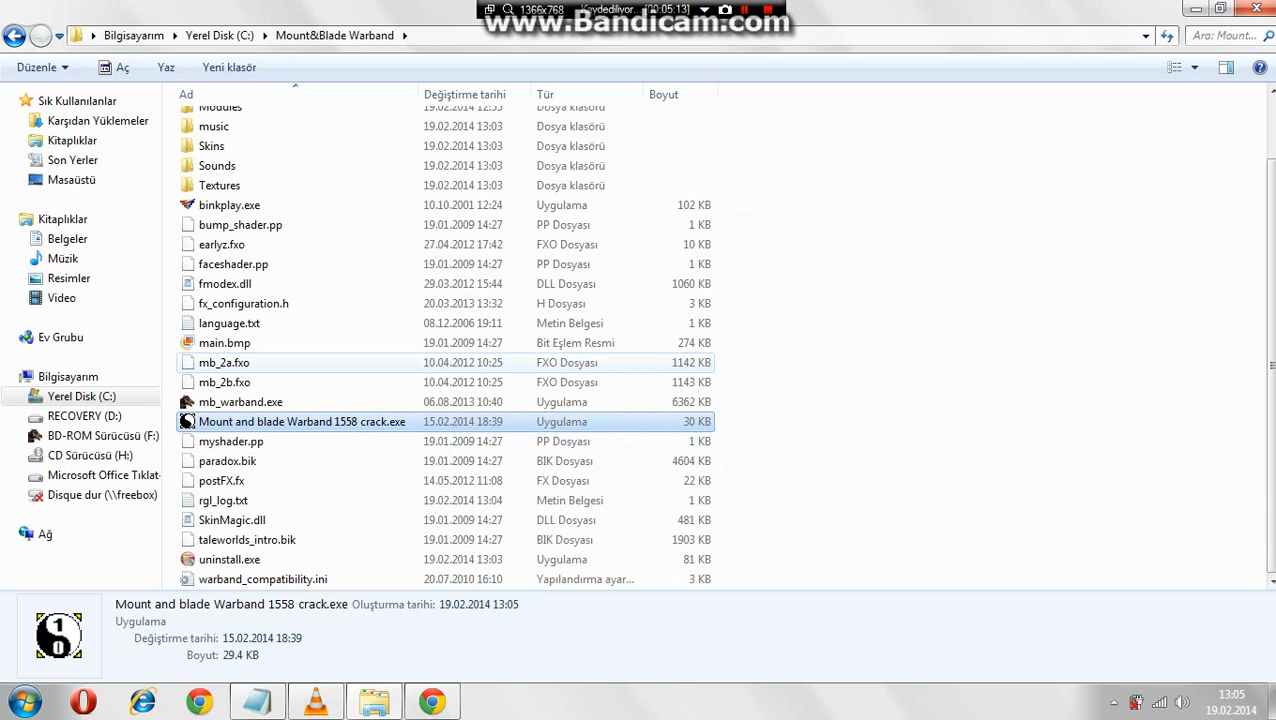 1366x768 Kaydediliyor... [00:05:13]
www.Bandicam.com
Bilgisayarım Yerel Disk (C:) Mount&Blade Warband Ara: Mount...
Düzenle Aç Yaz Yeni klasör
Ad Değiştirme tarihi Tür Boyut
Modules 19.02.2014 12:55 Dosya klasörü
music 19.02.2014 13:03 Dosya klasörü
Skins 19.02.2014 13:03 Dosya klasörü
Sounds 19.02.2014 13:03 Dosya klasörü
Textures 19.02.2014 13:03 Dosya klasörü
binkplay.exe 10.10.2001 12:24 Uygulama 102 KB
bump_shader.pp 19.01.2009 14:27 PP Dosyası 1 KB
earlyz.fxo 27.04.2012 17:42 FXO Dosyası 10 KB
faceshader.pp 19.01.2009 14:27 PP Dosyası 1 KB
fmodex.dll 29.03.2012 15:44 DLL Dosyası 1060 KB
fx_configuration.h 20.03.2013 13:32 H Dosyası 3 KB
language.txt 08.12.2006 19:11 Metin Belgesi 1 KB
main.bmp 19.01.2009 14:27 Bit Eşlem Resmi 274 KB
mb_2a.fxo 10.04.2012 10:25 FXO Dosyası 1142 KB
mb_2b.fxo 10.04.2012 10:25 FXO Dosyası 1143 KB
mb_warband.exe 06.08.2013 10:40 Uygulama 6362 KB
Mount and blade Warband 1558 crack.exe 15.02.2014 18:39 Uygulama 30 KB
myshader.pp 19.01.2009 14:27 PP Dosyası 1 KB
paradox.bik 19.01.2009 14:27 BIK Dosyası 4604 KB
postFX.fx 14.05.2012 11:08 FX Dosyası 22 KB
rgl_log.txt 19.02.2014 13:04 Metin Belgesi 1 KB
SkinMagic.dll 19.01.2009 14:27 DLL Dosyası 481 KB
taleworlds_intro.bik 19.01.2009 14:27 BIK Dosyası 1903 KB
uninstall.exe 19.02.2014 13:03 Uygulama 81 KB
warband_compatibility.ini 20.07.2010 16:10 Yapılandırma ayar... 3 KB
Sık Kullanılanlar
Karşıdan Yüklemeler
Kitaplıklar
Son Yerler
Masaüstü
Kitaplıklar
Belgeler
Müzik
Resimler
Video
Ev Grubu
Bilgisayarım
Yerel Disk (C:)
RECOVERY (D:)
BD-ROM Sürücüsü (F:)
CD Sürücüsü (H:)
Microsoft Office Tıklat-
Disque dur (\\freebox)
Ağ
Mount and blade Warband 1558 crack.exe Oluşturma tarihi: 19.02.2014 13:05
Uygulama
Değiştirme tarihi: 15.02.2014 18:39
Boyut: 29.4 KB
13:05
19.02.2014